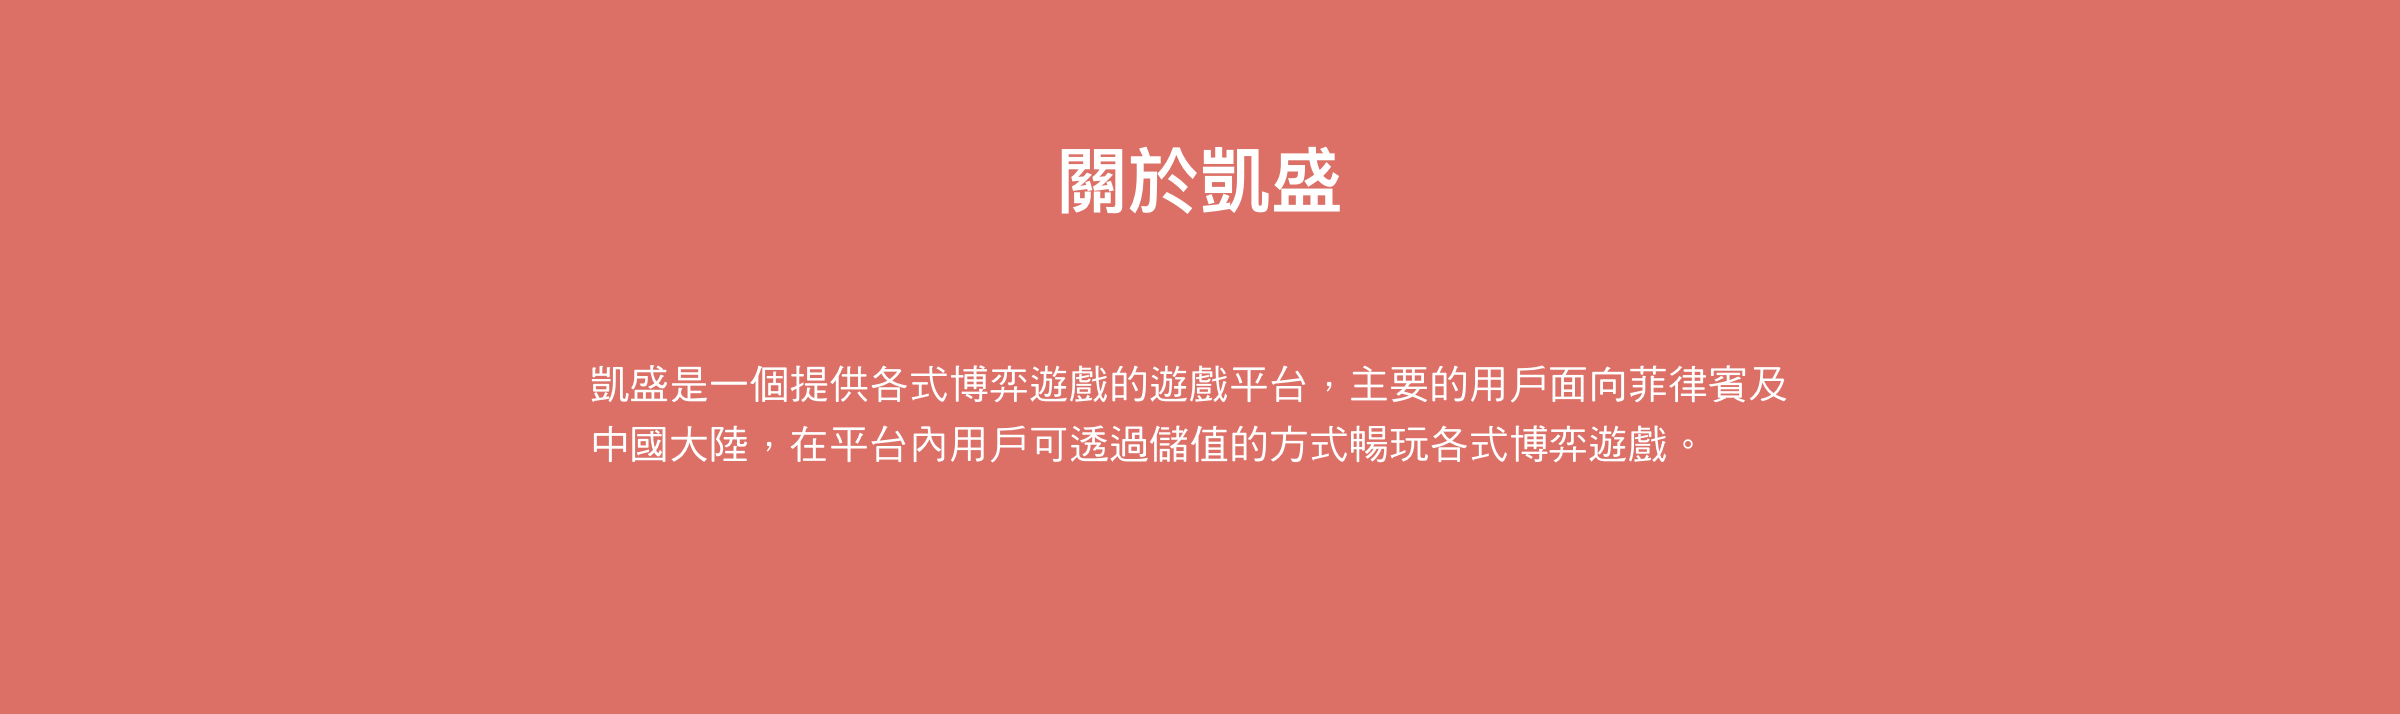 關於凱盛
凱盛是一個提供各式博弈遊戲的遊戲平台，主要的用戶面向菲律賓及
中國大陸，在平台內用戶可透過儲值的方式暢玩各式博弈遊戲。